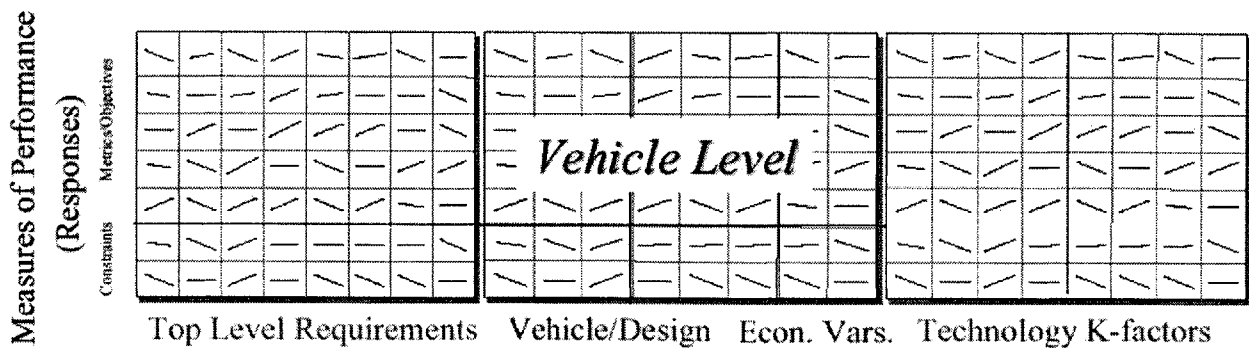 Measures of Performance
(Responses)
Metrics/Objectives
Constraints
Vehicle Level
Top Level Requirements
Vehicle/Design
Econ. Vars.
Technology K-factors